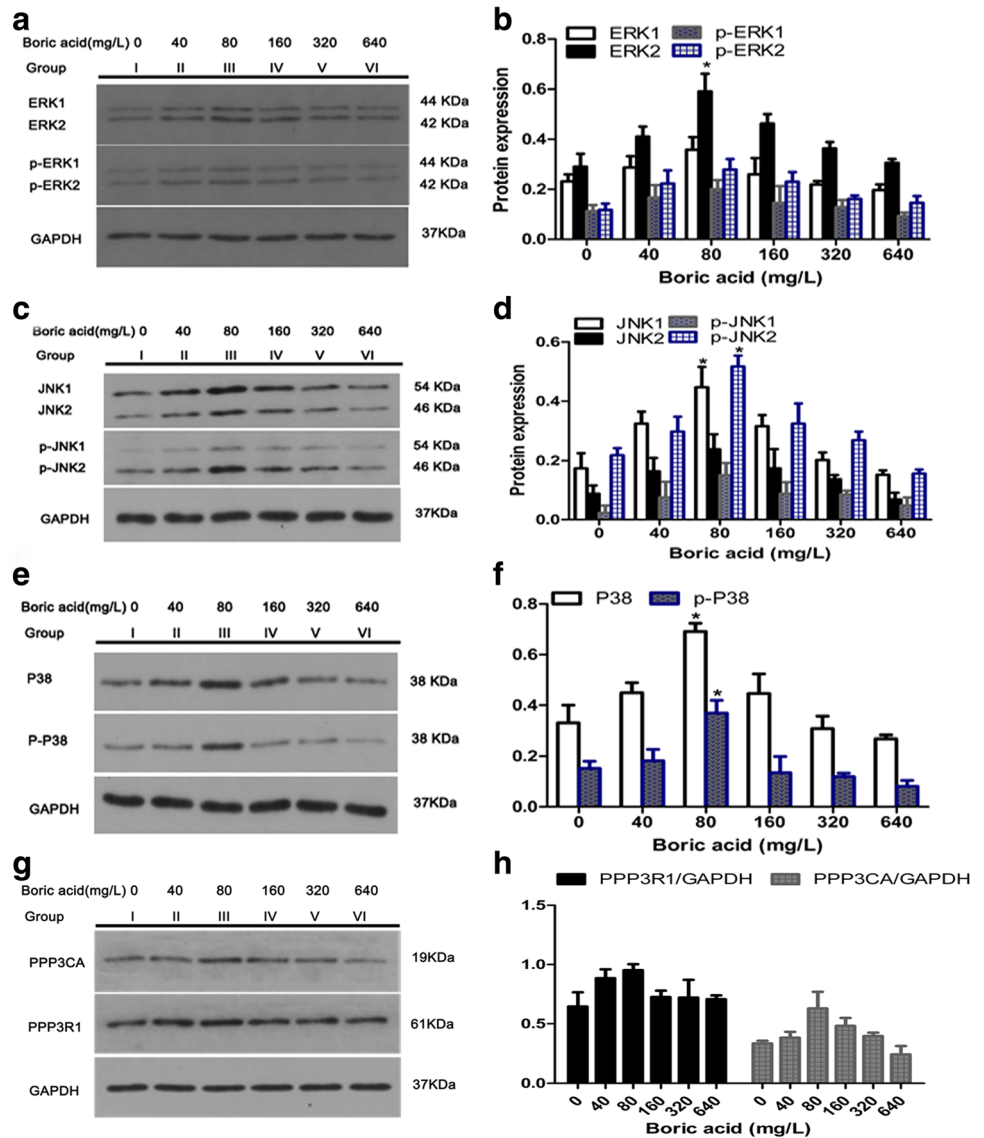 a
Boric acid(mg/L) 0 40 80 160 320 640
Group I II III IV V VI
ERK1 44 KDa
ERK2 42 KDa
p-ERK1 44 KDa
p-ERK2 42 KDa
GAPDH 37KDa
b
ERK1 p-ERK1
ERK2 p-ERK2
Protein expression
0.8
0.6
0.4
0.2
0.0
*
0 40 80 160 320 640
Boric acid (mg/L)
c
Boric acid(mg/L) 0 40 80 160 320 640
Group I II III IV V VI
JNK1 54 KDa
JNK2 46 KDa
p-JNK1 54 KDa
p-JNK2 46 KDa
GAPDH 37KDa
d
JNK1 p-JNK1
JNK2 p-JNK2
Protein expression
0.6
0.4
0.2
0.0
* *
0 40 80 160 320 640
Boric acid (mg/L)
e
Boric acid(mg/L) 0 40 80 160 320 640
Group I II III IV V VI
P38 38 KDa
P-P38 38 KDa
GAPDH 37KDa
f
P38 p-P38
0.8
0.6
0.4
0.2
0.0
*
*
0 40 80 160 320 640
Boric acid (mg/L)
g
Boric acid(mg/L) 0 40 80 160 320 640
Group I II III IV V VI
PPP3CA 19KDa
PPP3R1 61KDa
GAPDH 37KDa
h
PPP3R1/GAPDH PPP3CA/GAPDH
1.5
1.0
0.5
0.0
0 40 80 160 320 640 0 40 80 160 320 640
Boric acid (mg/L)